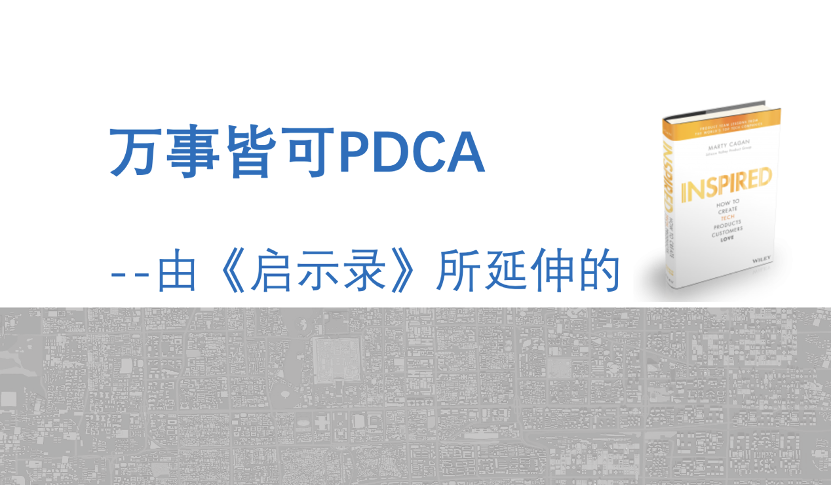 万事皆可PDCA
--由《启示录》所延伸的
MARTY CAGAN
INSPIRED
HOW TO
CREATE
TECH
PRODUCTS
CUSTOMERS
LOVE
WILEY
INSPIRED